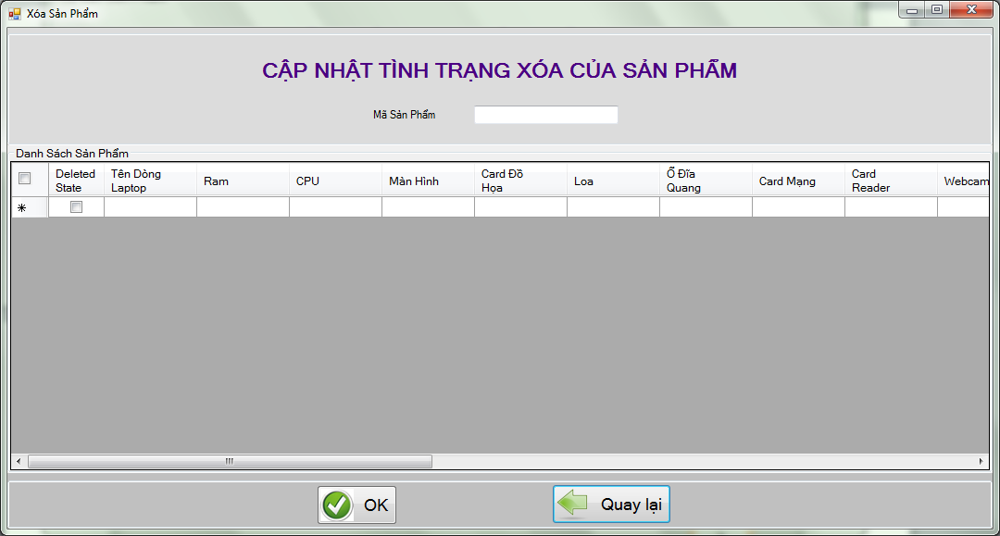 Xóa Sản Phẩm
CẬP NHẬT TÌNH TRẠNG XÓA CỦA SẢN PHẨM
Mã Sản Phẩm
Danh Sách Sản Phẩm
Deleted State
Tên Dòng Laptop
Ram
CPU
Màn Hình
Card Đồ Họa
Loa
Ổ Đĩa Quang
Card Mạng
Card Reader
Webcam
OK
Quay lại